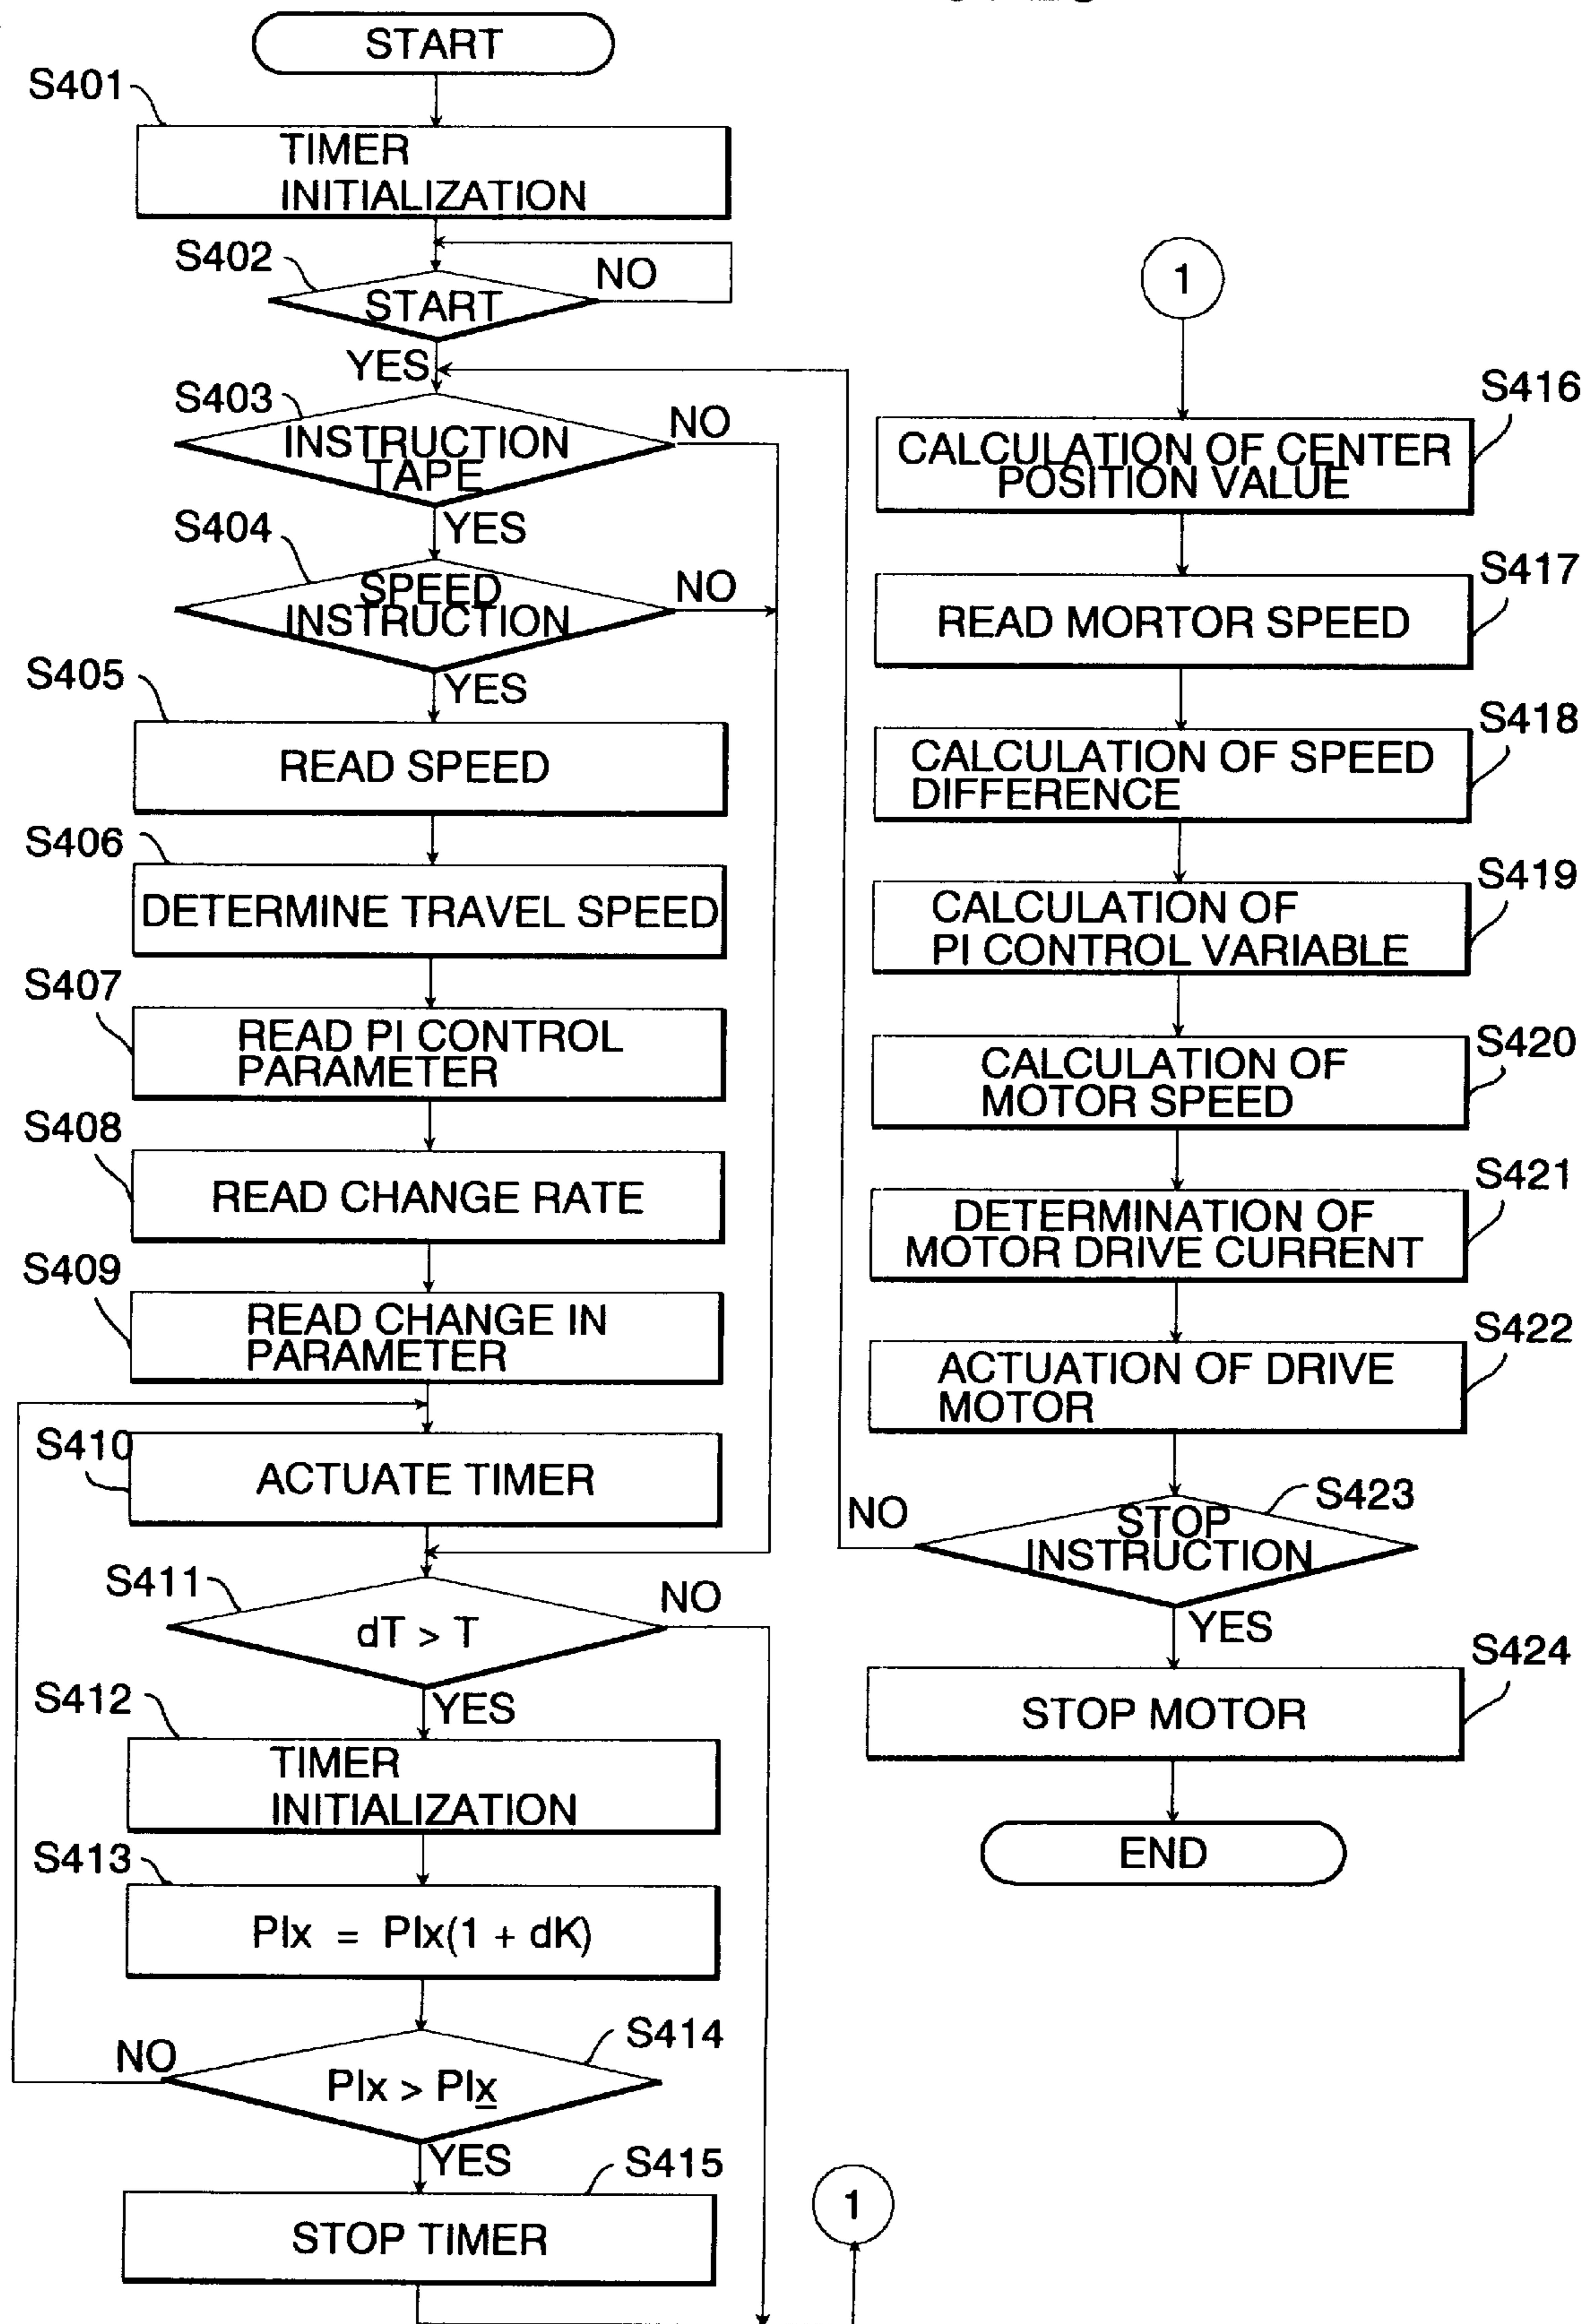 START
S401
TIMER
INITIALIZATION
S402
START
NO
YES
S403
INSTRUCTION
TAPE
NO
YES
S404
SPEED
INSTRUCTION
NO
YES
S405
READ SPEED
S406
DETERMINE TRAVEL SPEED
S407
READ PI CONTROL
PARAMETER
S408
READ CHANGE RATE
S409
READ CHANGE IN
PARAMETER
S410
ACTUATE TIMER
S411
dT > T
NO
YES
S412
TIMER
INITIALIZATION
S413
PIx = PIx(1 + dK)
S414
PIx > PIx
NO
YES
S415
STOP TIMER
1
1
S416
CALCULATION OF CENTER
POSITION VALUE
S417
READ MORTOR SPEED
S418
CALCULATION OF SPEED
DIFFERENCE
S419
CALCULATION OF
PI CONTROL VARIABLE
S420
CALCULATION OF
MOTOR SPEED
S421
DETERMINATION OF
MOTOR DRIVE CURRENT
S422
ACTUATION OF DRIVE
MOTOR
S423
STOP
INSTRUCTION
NO
YES
S424
STOP MOTOR
END